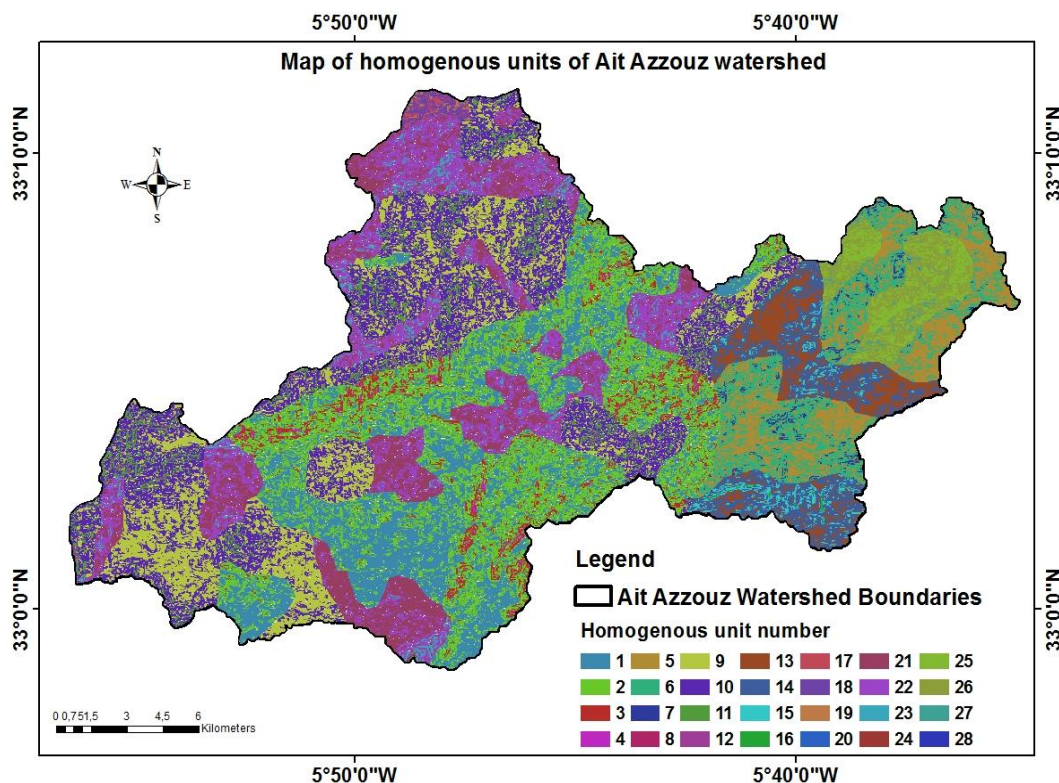 5°50'0"W 5°40'0"W
Map of homogenous units of Ait Azzouz watershed
33°10'0"N 33°10'0"N
N
W E
S
Legend
Ait Azzouz Watershed Boundaries
33°0'0"N 33°0'0"N
Homogenous unit number
1 5 9 13 17 21 25
2 6 10 14 18 22 26
3 7 11 15 19 23 27
4 8 12 16 20 24 28
0 0,751,5 3 4,5 6
Kilometers
5°50'0"W 5°40'0"W